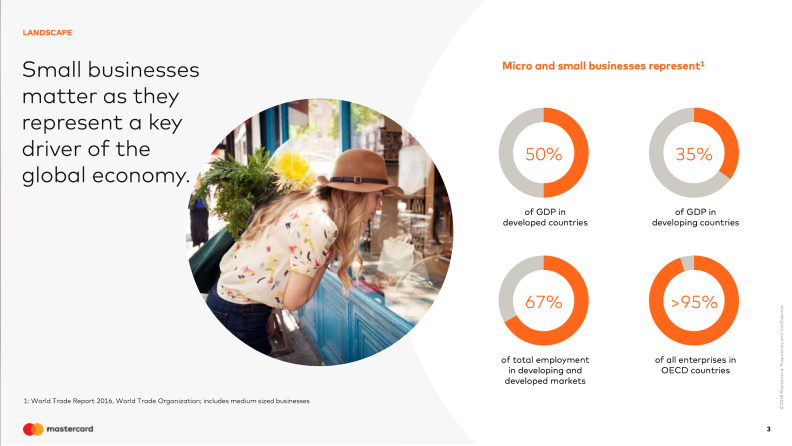 LANDSCAPE
Small businesses
matter as they
represent a key
driver of the
global economy.
Micro and small businesses represent¹
50%
of GDP in
developed countries
35%
of GDP in
developing countries
67%
of total employment
in developing and
developed markets
>95%
of all enterprises in
OECD countries
1: World Trade Report 2016, World Trade Organization; includes medium sized businesses
mastercard
3
©2018 Mastercard. Proprietary and Confidential.